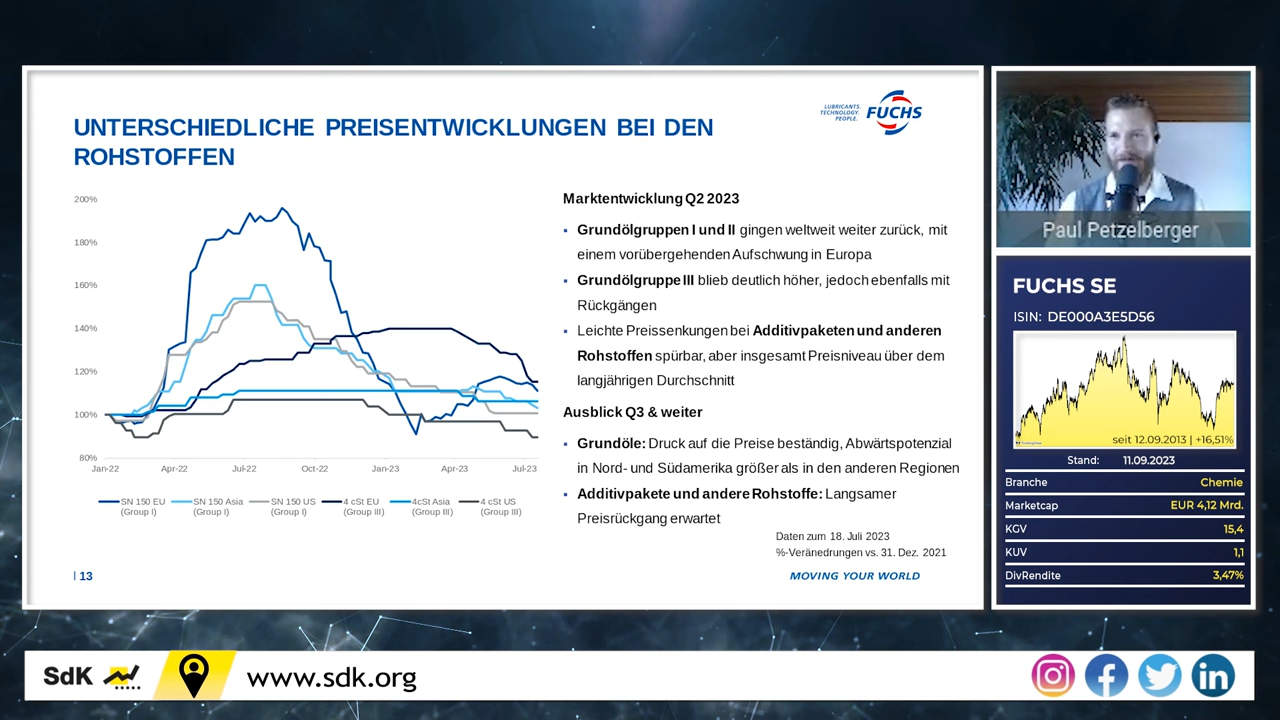 UNTERSCHIEDLICHE PREISENTWICKLUNGEN BEI DEN
ROHSTOFFEN
LUBRICANTS.
TECHNOLOGY.
PEOPLE.
FUCHS
200%
180%
160%
140%
120%
100%
80%
Jan-22 Apr-22 Jul-22 Oct-22 Jan-23 Apr-23 Jul-23
SN 150 EU (Group I)
SN 150 Asia (Group I)
SN 150 US (Group I)
4 cSt EU (Group III)
4cSt Asia (Group III)
4 cSt US (Group III)
Marktentwicklung Q2 2023
▪ Grundölgruppen I und II gingen weltweit weiter zurück, mit
einem vorübergehenden Aufschwung in Europa
▪ Grundölgruppe III blieb deutlich höher, jedoch ebenfalls mit
Rückgängen
▪ Leichte Preissenkungen bei Additivpaketen und anderen
Rohstoffen spürbar, aber insgesamt Preisniveau über dem
langjährigen Durchschnitt
Ausblick Q3 & weiter
▪ Grundöle: Druck auf die Preise beständig, Abwärtspotenzial
in Nord- und Südamerika größer als in den anderen Regionen
▪ Additivpakete und andere Rohstoffe: Langsamer
Preisrückgang erwartet
Daten zum 18. Juli 2023
%-Veränedrungen vs. 31. Dez. 2021
| 13
MOVING YOUR WORLD
Paul Petzelberger
FUCHS SE
ISIN: DE000A3E5D56
seit 12.09.2013 | +16,51%
Stand: 11.09.2023
Branche Chemie
Marketcap EUR 4,12 Mrd.
KGV 15,4
KUV 1,1
DivRendite 3,47%
SdK
www.sdk.org